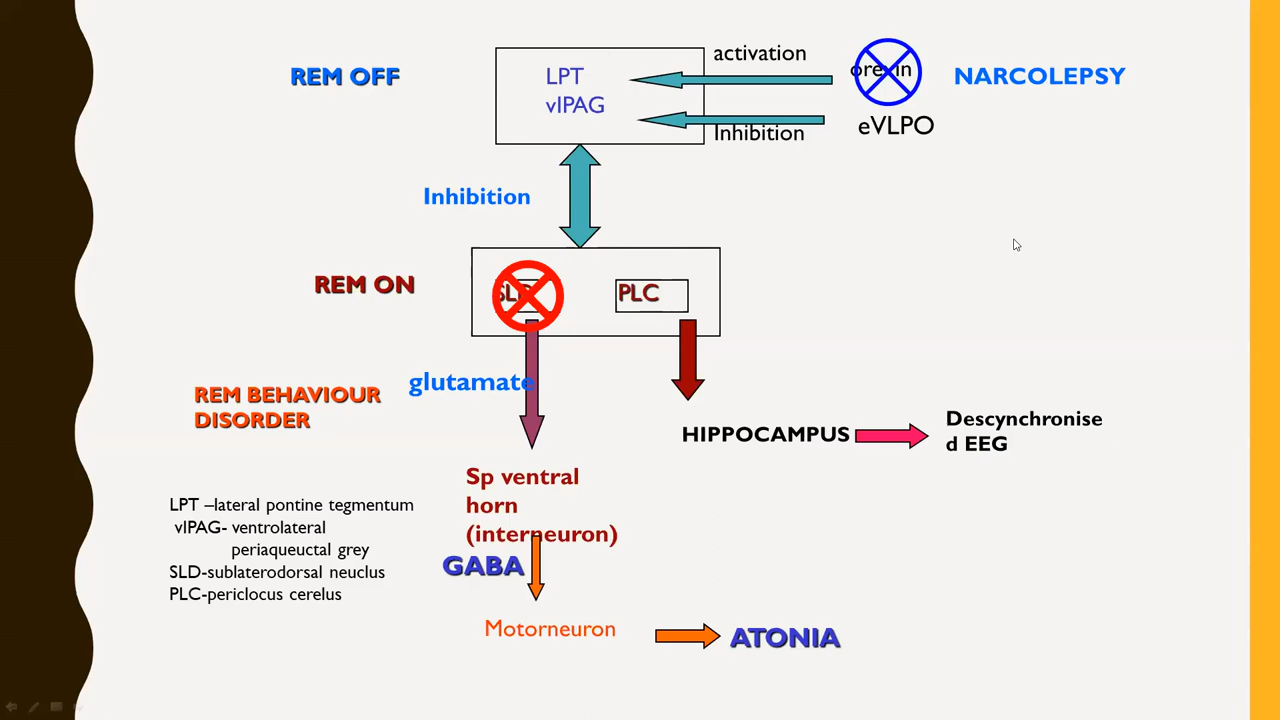 activation
REM OFF
LPT
vlPAG
orexin
NARCOLEPSY
Inhibition
eVLPO
Inhibition
REM ON
SLD
PLC
REM BEHAVIOUR
DISORDER
glutamate
HIPPOCAMPUS
Descynchronise
d EEG
Sp ventral
horn
(interneuron)
LPT –lateral pontine tegmentum
vlPAG- ventrolateral
periaqueuctal grey
SLD-sublaterodorsal neuclus
PLC-periclocus cerelus
GABA
Motorneuron
ATONIA